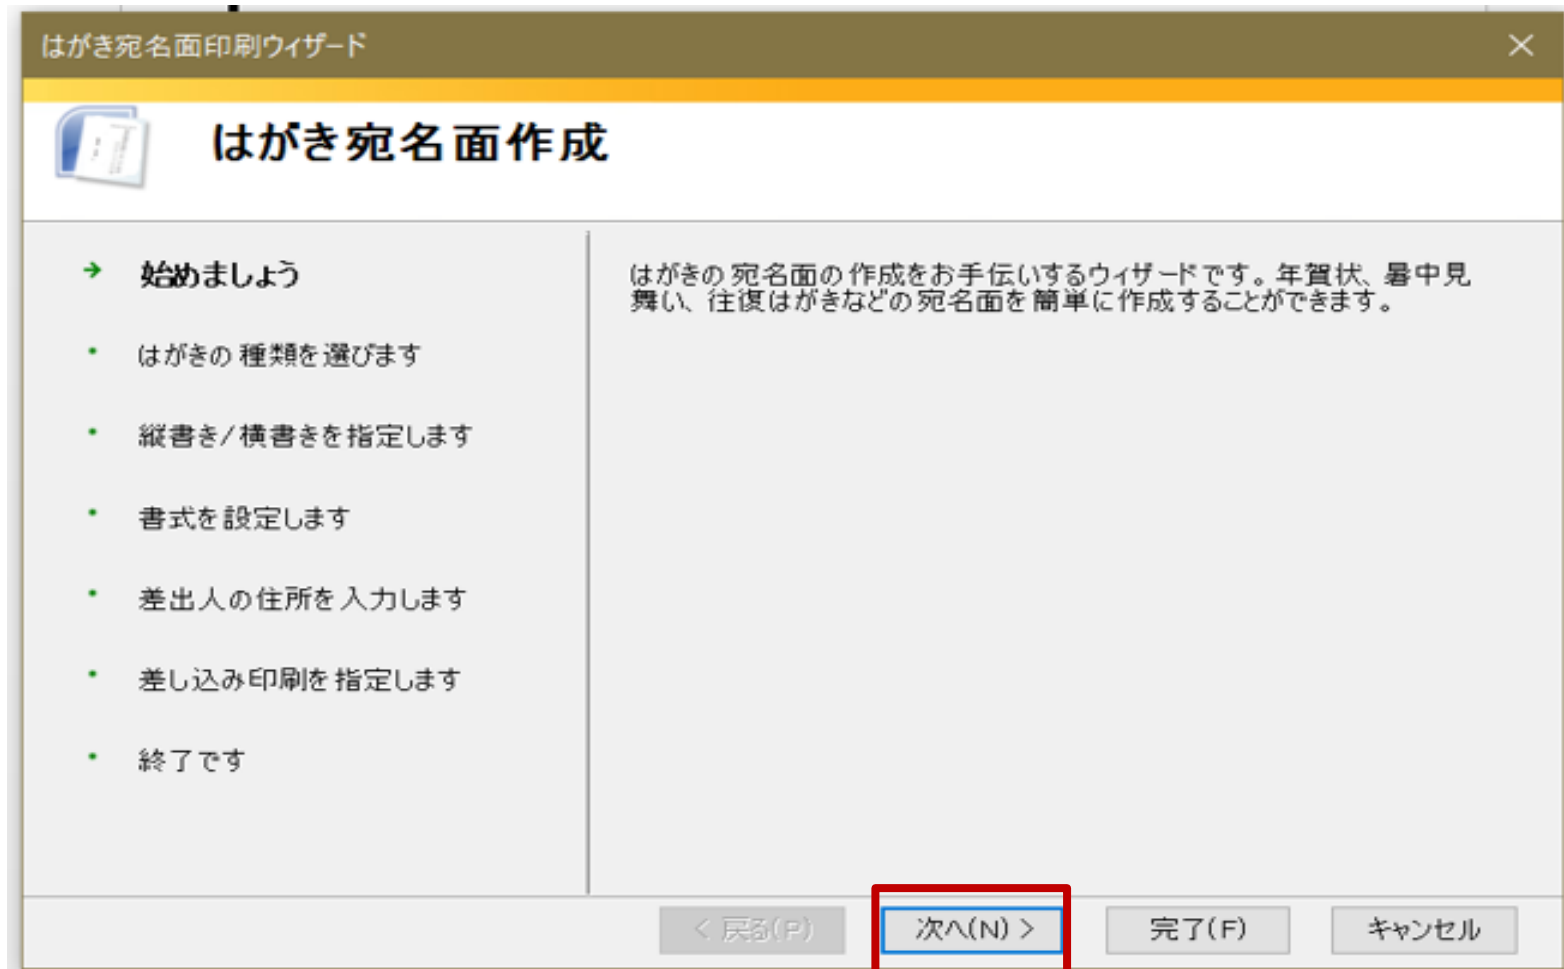 はがき宛名面印刷ウィザード
はがき宛名面作成
始めましょう
はがきの種類を選びます
縦書き/横書きを指定します
書式を設定します
差出人の住所を入力します
差し込み印刷を指定します
終了です
はがきの宛名面の作成をお手伝いするウィザードです。年賀状、暑中見
舞い、往復はがきなどの宛名面を簡単に作成することができます。
< 戻る(P)
次へ(N) >
完了(F)
キャンセル